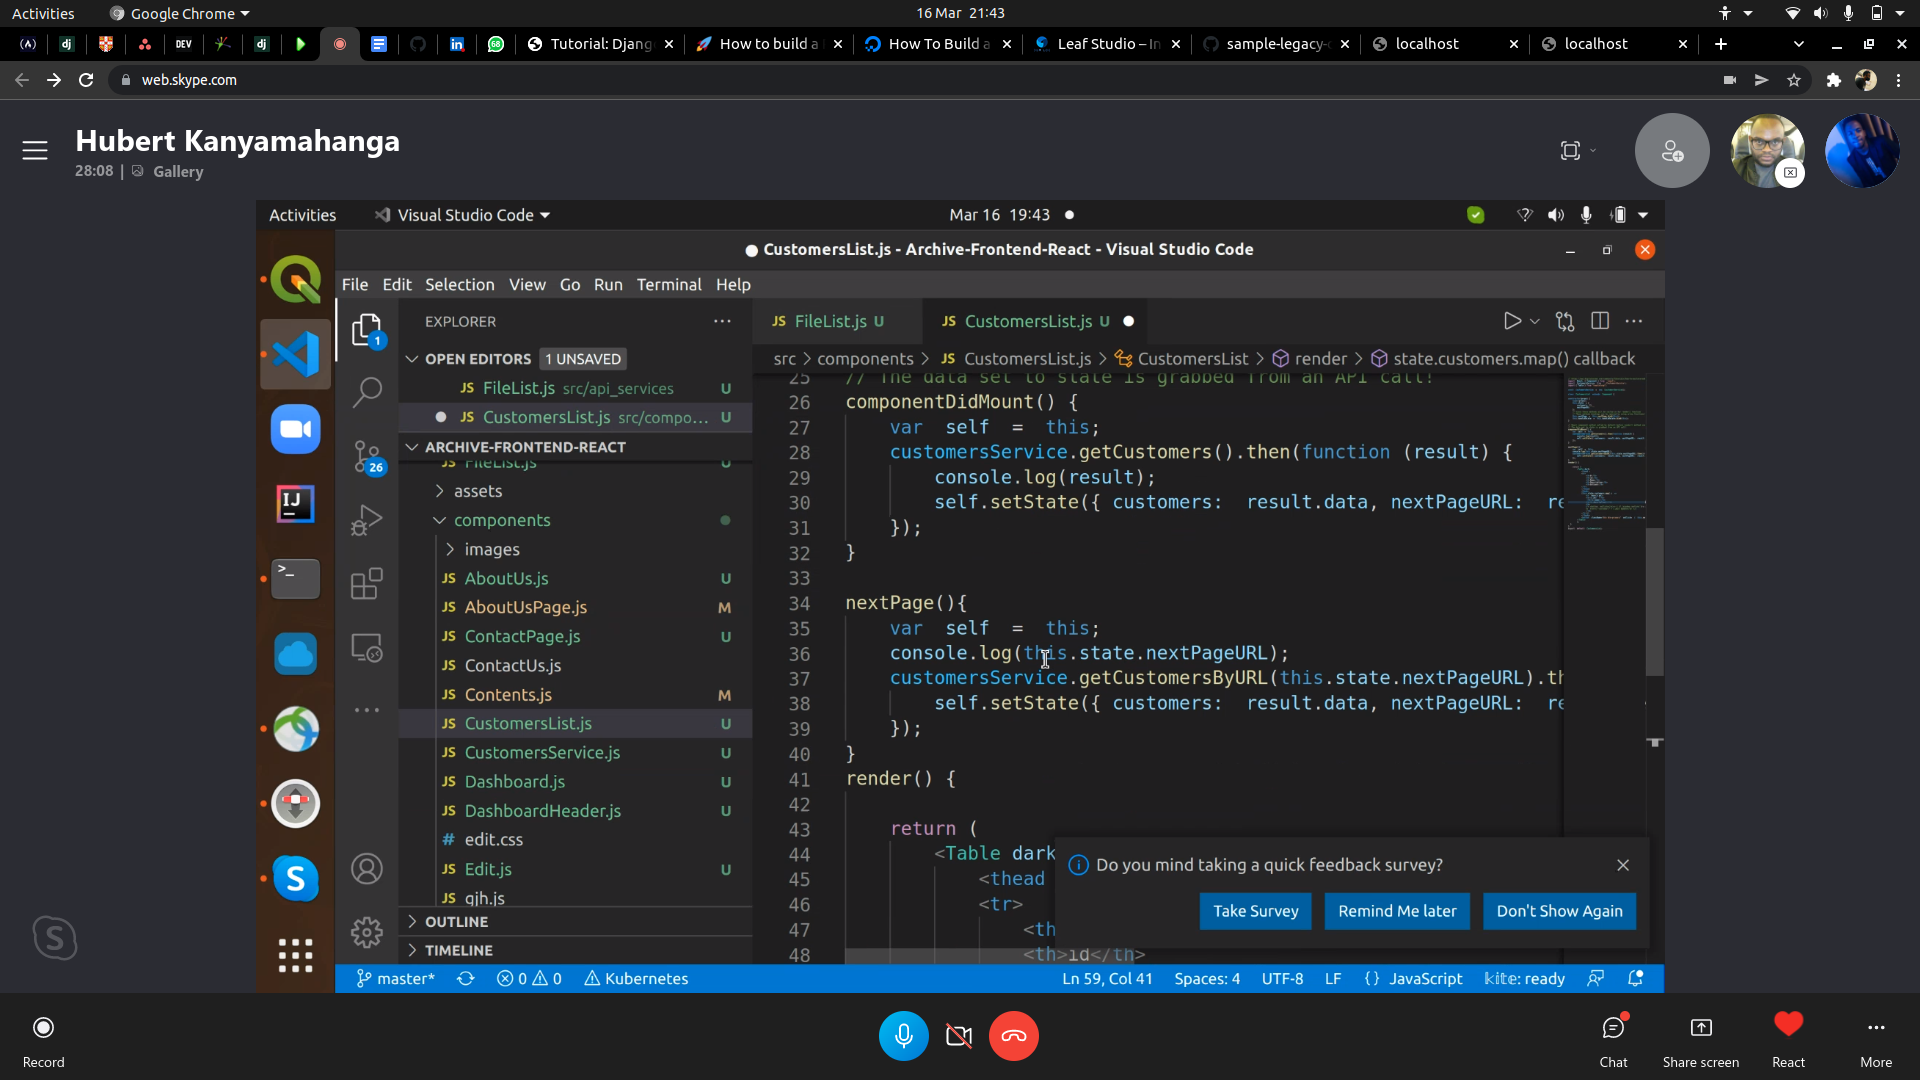 Activities Google Chrome 16 Mar 21:43
Tutorial: Djang How to build a How To Build a Leaf Studio – In sample-legacy- localhost localhost
web.skype.com
Hubert Kanyamahanga
28:08 | Gallery
Activities Visual Studio Code Mar 16 19:43
CustomersList.js - Archive-Frontend-React - Visual Studio Code
File Edit Selection View Go Run Terminal Help
EXPLORER
OPEN EDITORS 1 UNSAVED
JS FileList.js src/api_services U
JS CustomersList.js src/compo... U
ARCHIVE-FRONTEND-REACT
JS FileList.js U
assets
components
images
JS AboutUs.js U
JS AboutUsPage.js M
JS ContactPage.js U
JS ContactUs.js
JS Contents.js M
JS CustomersList.js U
JS CustomersService.js U
JS Dashboard.js U
JS DashboardHeader.js U
# edit.css
JS Edit.js U
JS gjh.js
OUTLINE
TIMELINE
1
26
JS FileList.js U JS CustomersList.js U
src > components > JS CustomersList.js > CustomersList > render > state.customers.map() callback
25 // The data set to state is grabbed from an API call!
26 componentDidMount() {
27 var self = this;
28 customersService.getCustomers().then(function (result) {
29 console.log(result);
30 self.setState({ customers: result.data, nextPageURL: re
31 });
32 }
33
34 nextPage(){
35 var self = this;
36 console.log(this.state.nextPageURL);
37 customersService.getCustomersByURL(this.state.nextPageURL).th
38 self.setState({ customers: result.data, nextPageURL: re
39 });
40 }
41 render() {
42
43 return (
44 <Table dark
45 <thead
46 <tr>
47 <th
48 <th>id</th>
Do you mind taking a quick feedback survey?
Take Survey Remind Me later Don't Show Again
master* 0 0 Kubernetes Ln 59, Col 41 Spaces: 4 UTF-8 LF {} JavaScript kite: ready
Record Chat Share screen React More